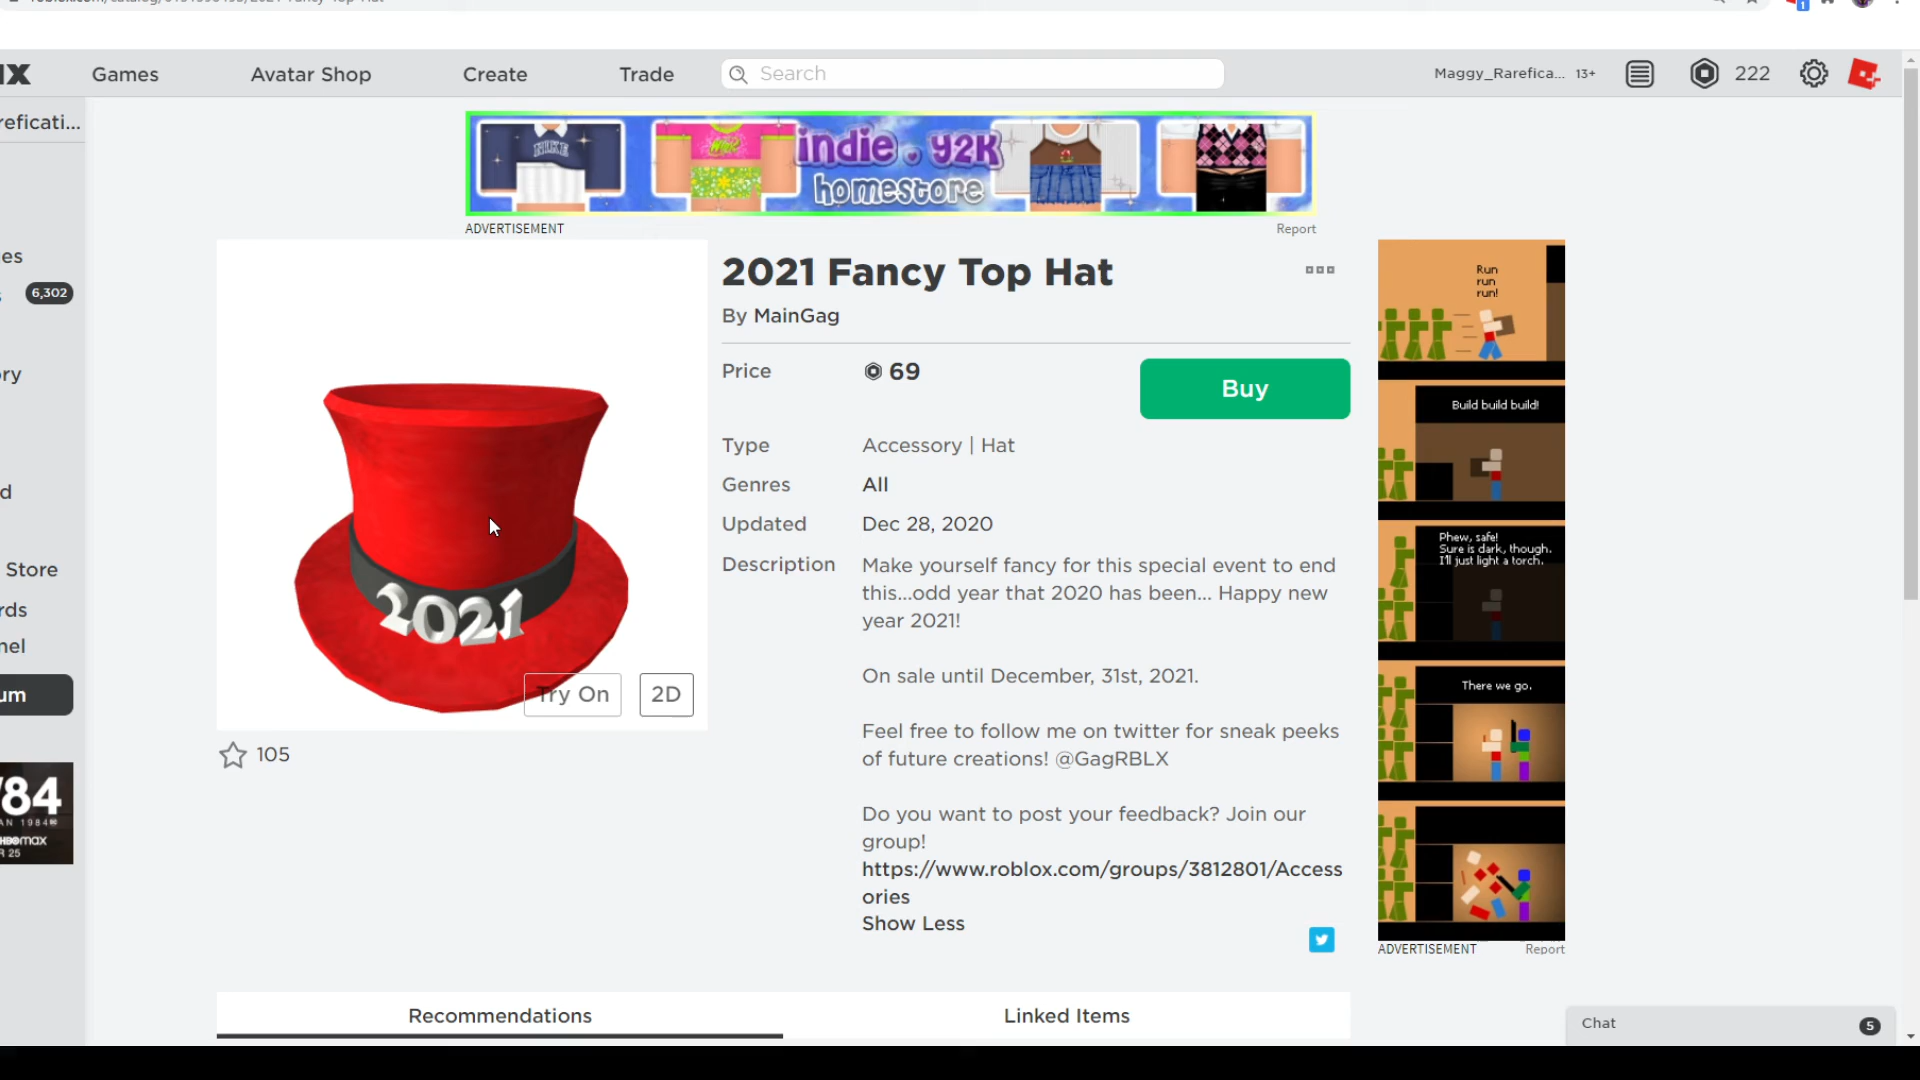 Games
Avatar Shop
Create
Trade
Search
Maggy_Rarefica... 13+
222
1
eficati...
NIKE
indie . y2k
homestore
ADVERTISEMENT
Report
2021 Fancy Top Hat
By MainGag
Price
69
Buy
Type
Accessory | Hat
Genres
All
Updated
Dec 28, 2020
Description
Make yourself fancy for this special event to end
this...odd year that 2020 has been... Happy new
year 2021!
On sale until December, 31st, 2021.
Feel free to follow me on twitter for sneak peeks
of future creations! @GagRBLX
Do you want to post your feedback? Join our
group!
https://www.roblox.com/groups/3812801/Access
ories
Show Less
2021
Try On
2D
105
es
6,302
ory
d
Store
rds
nel
um
84
AN 1984
HBOmax
R 25
Run
run
run!
Build build build!
Phew, safe!
Sure is dark, though.
I'll just light a torch.
There we go.
ADVERTISEMENT
Report
Recommendations
Linked Items
Chat
5